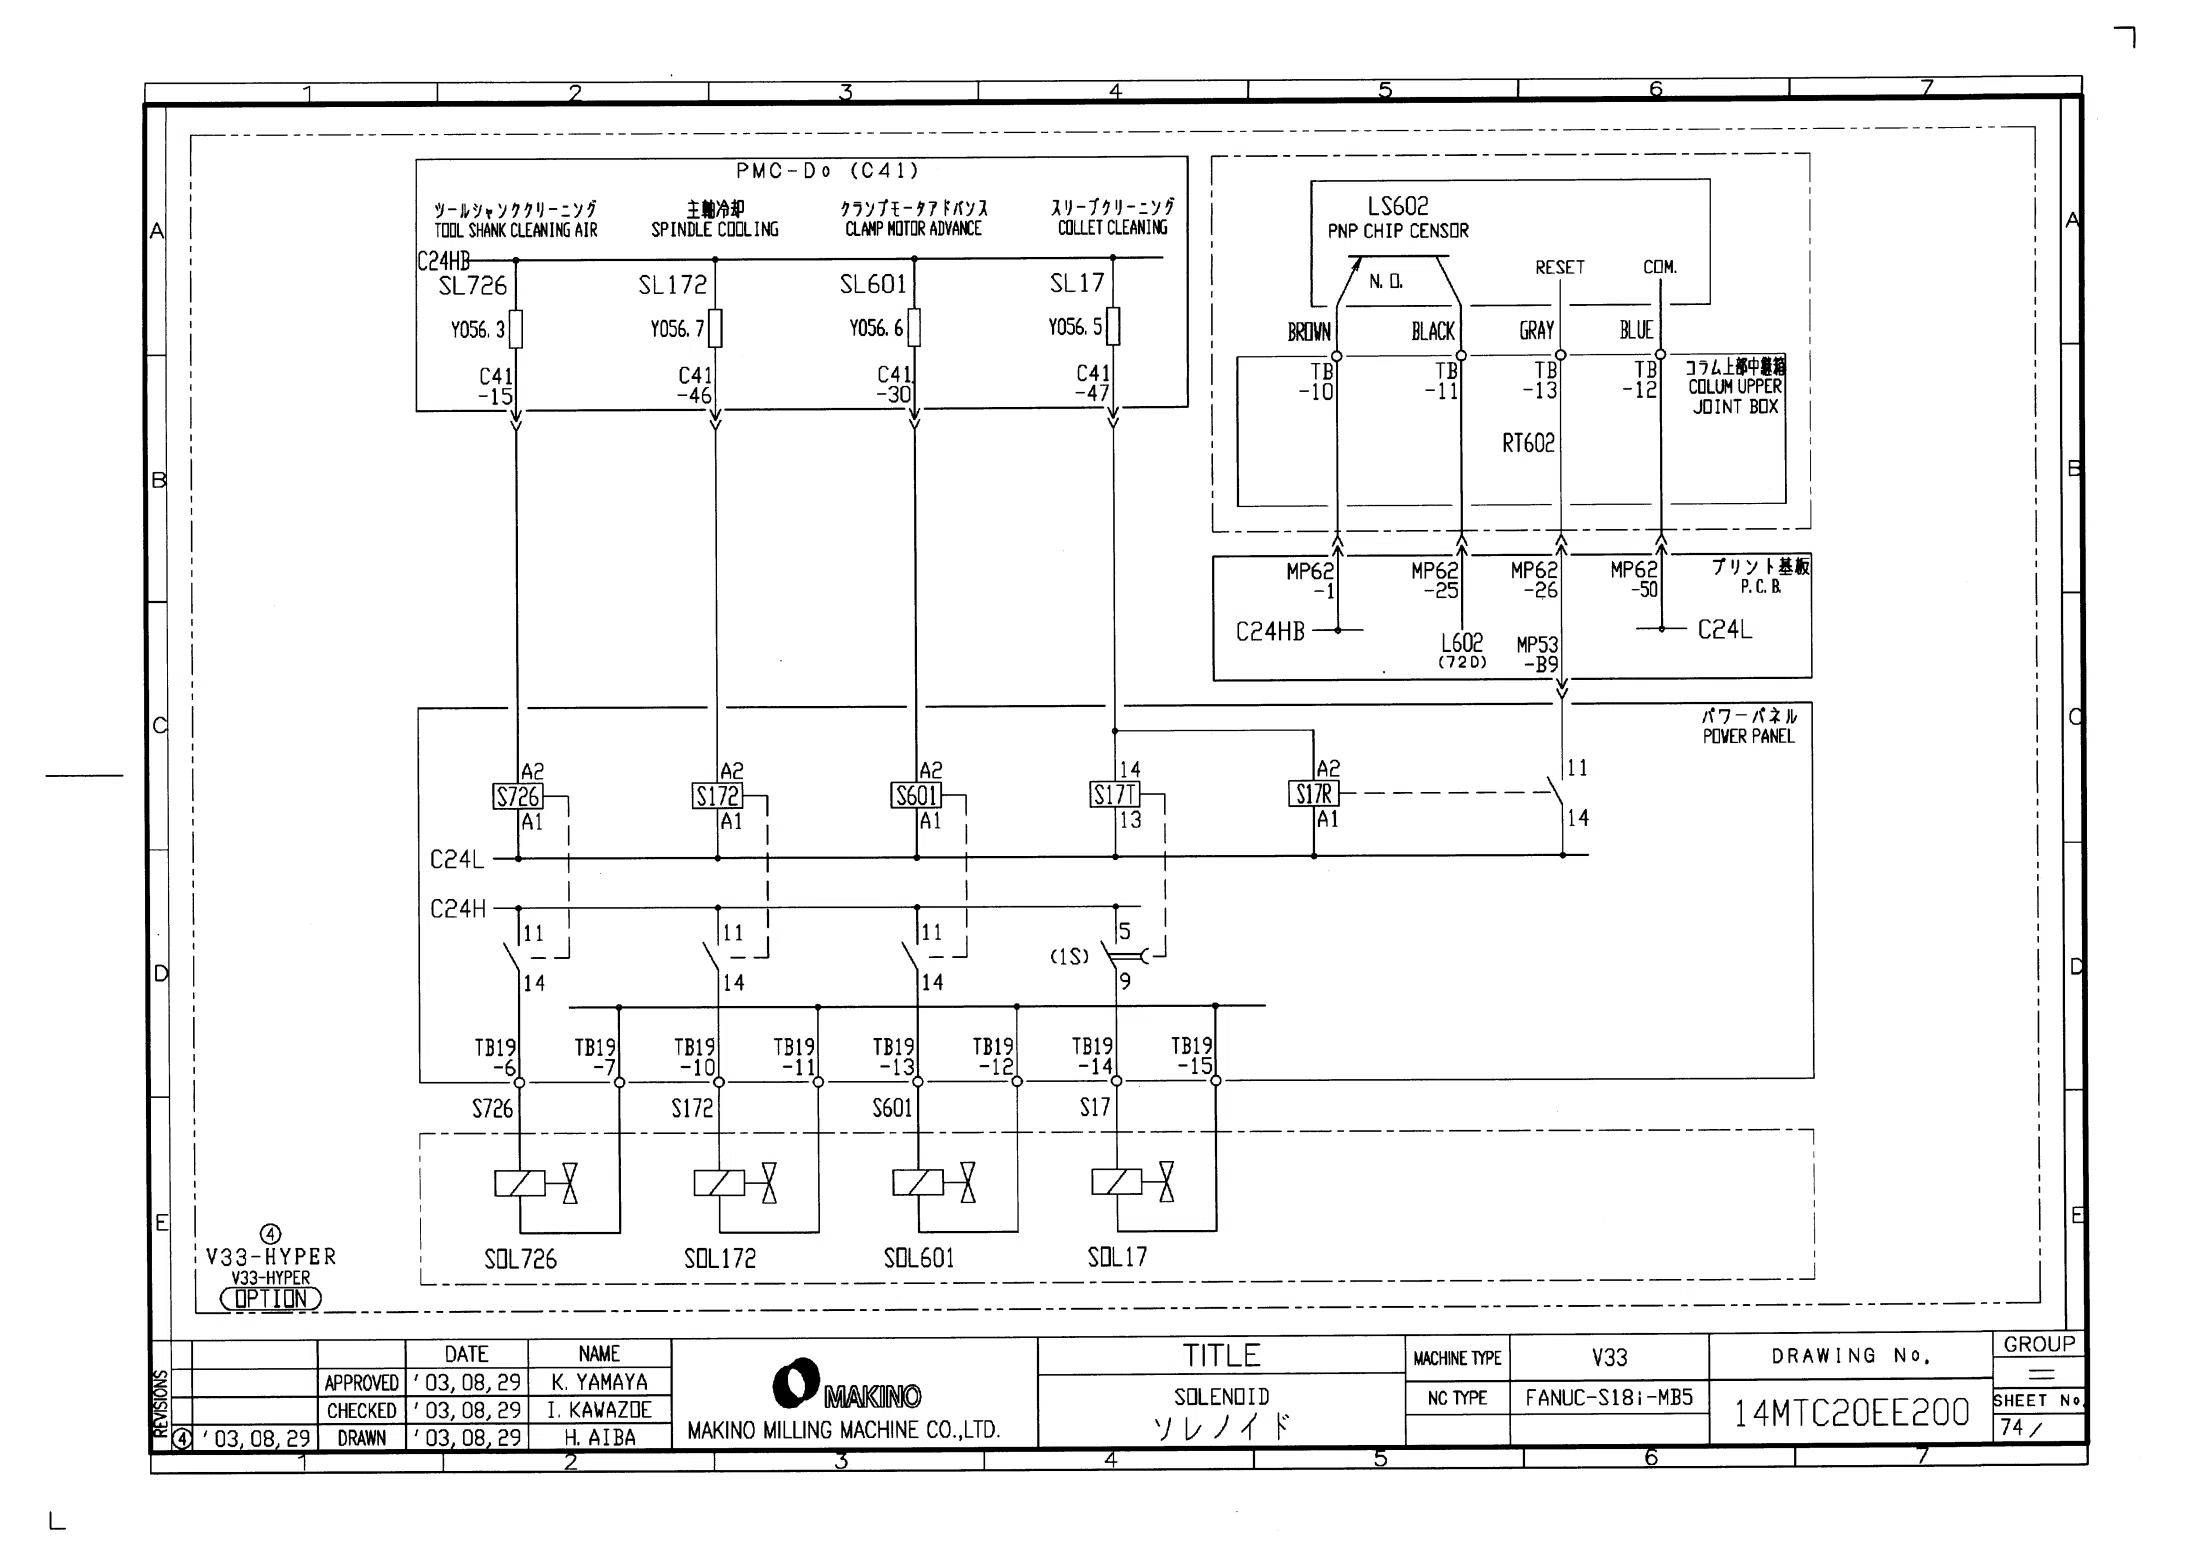 1 2 3 4 5 6 7
A
B
C
D
E
PMC-Do (C41)
ツールシャンククリーニング
TOOL SHANK CLEANING AIR
主軸冷却
SPINDLE COOLING
クランプモータアドバンス
CLAMP MOTOR ADVANCE
スリーブクリーニング
COLLET CLEANING
C24HB
SL726
SL172
SL601
SL17
Y056.3
Y056.7
Y056.6
Y056.5
C41
-15
C41
-46
C41
-30
C41
-47
LS602
PNP CHIP CENSOR
N.O.
RESET
COM.
BROWN
BLACK
GRAY
BLUE
TB
-10
TB
-11
TB
-13
TB
-12
コラム上部中継箱
COLUM UPPER
JOINT BOX
RT602
MP62
-1
MP62
-25
MP62
-26
MP62
-50
プリント基板
P.C.B.
C24HB
L602
(72D)
MP53
-B9
C24L
パワーパネル
POWER PANEL
A2
S726
A1
A2
S172
A1
A2
S601
A1
14
S17T
13
A2
S17R
A1
11
14
C24L
C24H
11
14
11
14
11
14
(1S)
5
9
TB19
-6
TB19
-7
TB19
-10
TB19
-11
TB19
-13
TB19
-12
TB19
-14
TB19
-15
S726
S172
S601
S17
SOL726
SOL172
SOL601
SOL17
4
V33-HYPER
V33-HYPER
OPTION
A
B
C
D
E
REVISIONS
4 '03,08,29
DATE NAME
APPROVED '03,08,29 K. YAMAYA
CHECKED '03,08,29 I. KAWAZOE
DRAWN '03,08,29 H. AIBA
MAKINO
MAKINO MILLING MACHINE CO.,LTD.
TITLE
SOLENOID
ソレノイド
MACHINE TYPE V33
NC TYPE FANUC-S18i-MB5
DRAWING No.
14MTC20EE200
GROUP
=
SHEET No.
74/
1 2 3 4 5 6 7